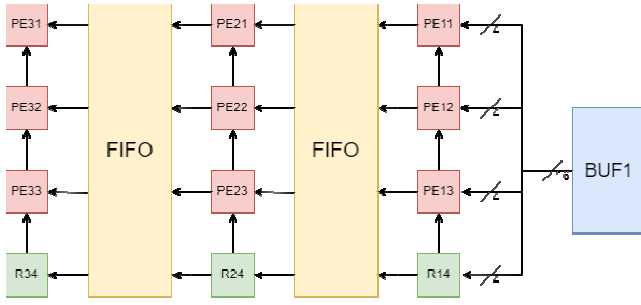 PE31 PE21 PE11
PE32 PE22 PE12
FIFO FIFO BUF1
PE33 PE23 PE13
R34 R24 R14